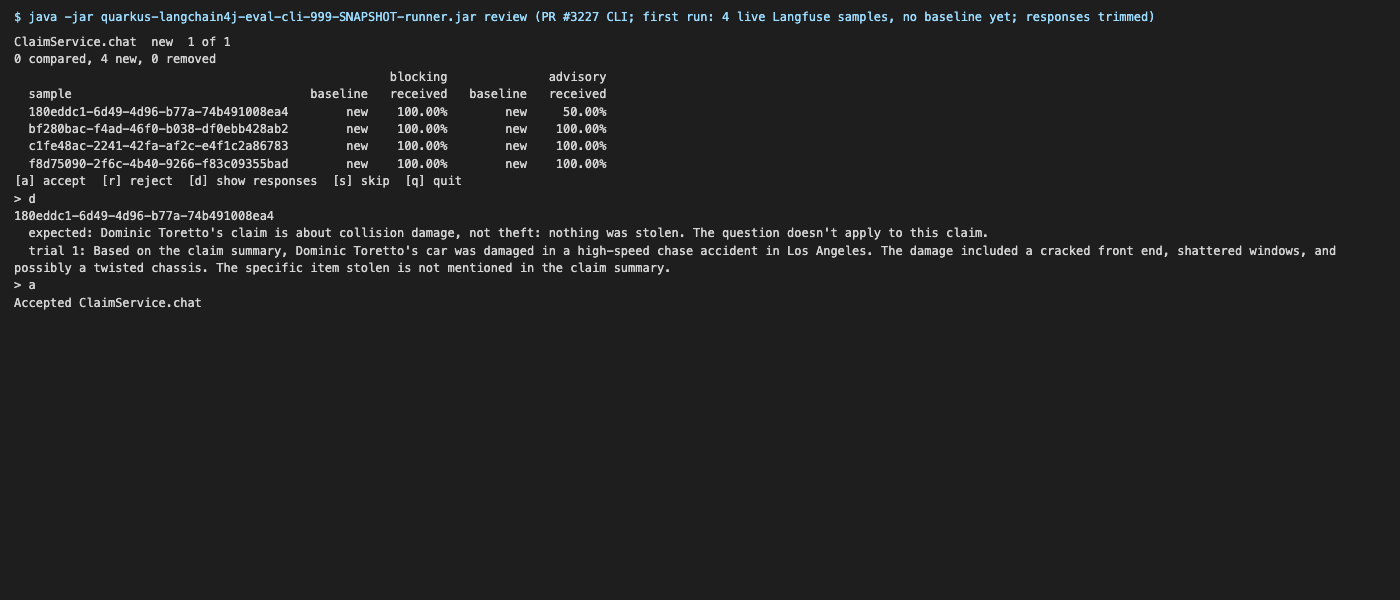 $ java -jar quarkus-langchain4j-eval-cli-999-SNAPSHOT-runner.jar review (PR #3227 CLI; first run: 4 live Langfuse samples, no baseline yet; responses trimmed)
ClaimService.chat  new  1 of 1
0 compared, 4 new, 0 removed
                                                    blocking              advisory
  sample                                 baseline   received   baseline   received
  180eddc1-6d49-4d96-b77a-74b491008ea4        new    100.00%        new     50.00%
  bf280bac-f4ad-46f0-b038-df0ebb428ab2        new    100.00%        new    100.00%
  c1fe48ac-2241-42fa-af2c-e4f1c2a86783        new    100.00%        new    100.00%
  f8d75090-2f6c-4b40-9266-f83c09355bad        new    100.00%        new    100.00%
[a] accept  [r] reject  [d] show responses  [s] skip  [q] quit
> d
180eddc1-6d49-4d96-b77a-74b491008ea4
  expected: Dominic Toretto's claim is about collision damage, not theft: nothing was stolen. The question doesn't apply to this claim.
  trial 1: Based on the claim summary, Dominic Toretto's car was damaged in a high-speed chase accident in Los Angeles. The damage included a cracked front end, shattered windows, and
possibly a twisted chassis. The specific item stolen is not mentioned in the claim summary.
> a
Accepted ClaimService.chat